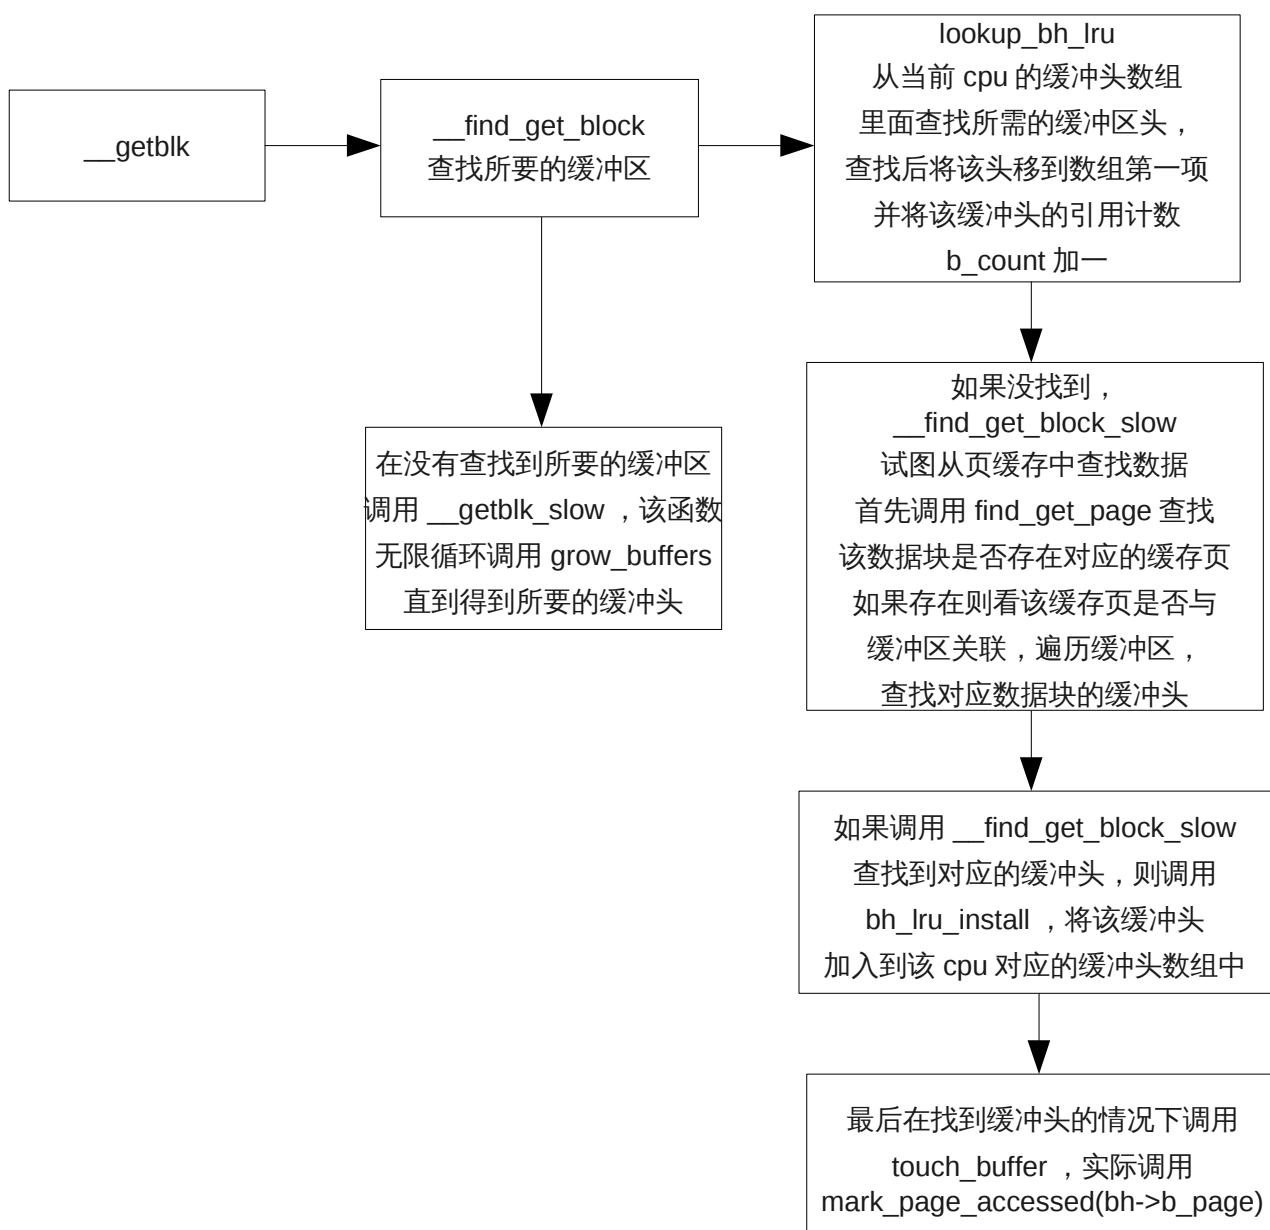 __getblk
__find_get_block
查找所要的缓冲区
lookup_bh_lru
从当前 cpu 的缓冲头数组
里面查找所需的缓冲区头，
查找后将该头移到数组第一项
并将该缓冲头的引用计数
b_count 加一
在没有查找到所要的缓冲区
调用 __getblk_slow ，该函数
无限循环调用 grow_buffers
直到得到所要的缓冲头
如果没找到，
__find_get_block_slow
试图从页缓存中查找数据
首先调用 find_get_page 查找
该数据块是否存在对应的缓存页
如果存在则看该缓存页是否与
缓冲区关联，遍历缓冲区，
查找对应数据块的缓冲头
如果调用 __find_get_block_slow
查找到对应的缓冲头，则调用
bh_lru_install ，将该缓冲头
加入到该 cpu 对应的缓冲头数组中
最后在找到缓冲头的情况下调用
touch_buffer ，实际调用
mark_page_accessed(bh->b_page)